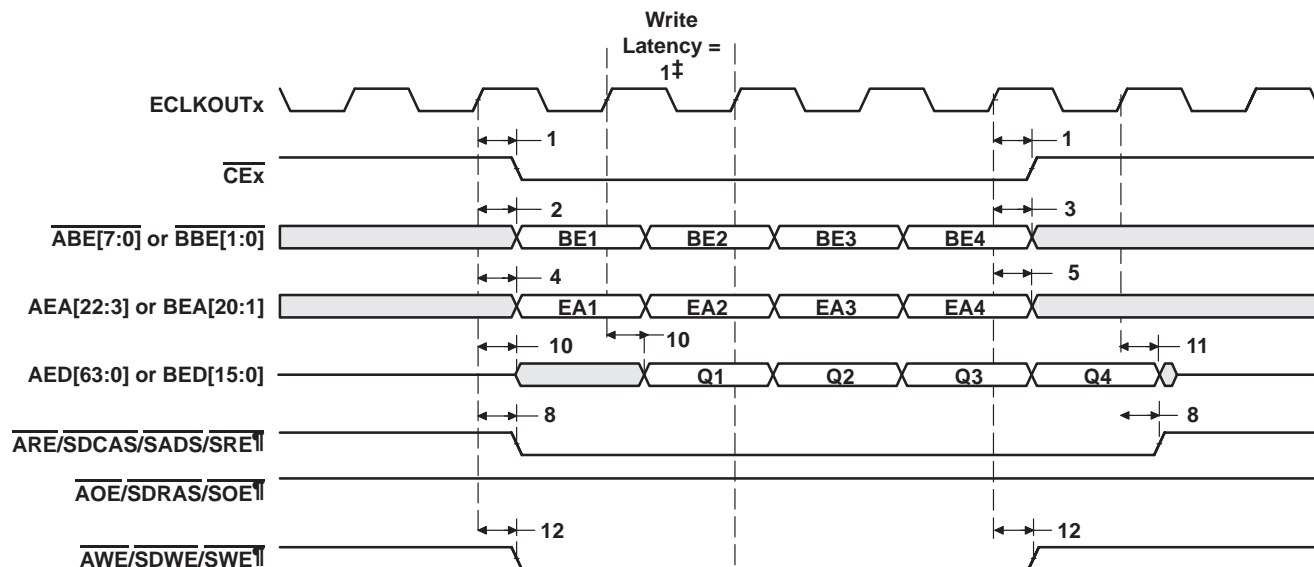 Write
Latency =
1‡
ECLKOUTx
1 1
CEx
2 3
ABE[7:0] or BBE[1:0] BE1 BE2 BE3 BE4
4 5
AEA[22:3] or BEA[20:1] EA1 EA2 EA3 EA4
10 10 11
AED[63:0] or BED[15:0] Q1 Q2 Q3 Q4
8 8
ARE/SDCAS/SADS/SRE¶
AOE/SDRAS/SOE¶
12 12
AWE/SDWE/SWE¶